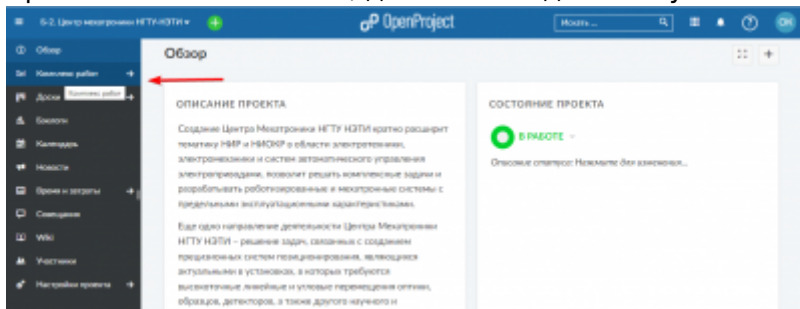 Б-2. Центр мехатроники НГТУ-НЭТИ
OpenProject
Искать ...
ОН
Обзор
Комплекс работ
Доски
Комплекс работ
Бэклоги
Календарь
Новости
Время и затраты
Совещания
Wiki
Участники
Настройки проекта
Обзор
ОПИСАНИЕ ПРОЕКТА
Создание Центра Мехатроники НГТУ НЭТИ кратно расширит
тематику НИР и НИОКР в области электротехники,
электромеханики и систем автоматического управления
электроприводами, позволит решать комплексные задачи и
разрабатывать роботизированные и мехатронные системы с
предельными эксплуатационными характеристиками.
Еще одно направление деятельности Центра Мехатроники
НГТУ НЭТИ – решение задач, связанных с созданием
прецизионных систем позиционирования, являющихся
актуальными в установках, в которых требуются
высокоточные линейные и угловые перемещения оптики,
образцов, детекторов, а также другого научного и
СОСТОЯНИЕ ПРОЕКТА
В РАБОТЕ
Описание статуса: Нажмите для изменения...